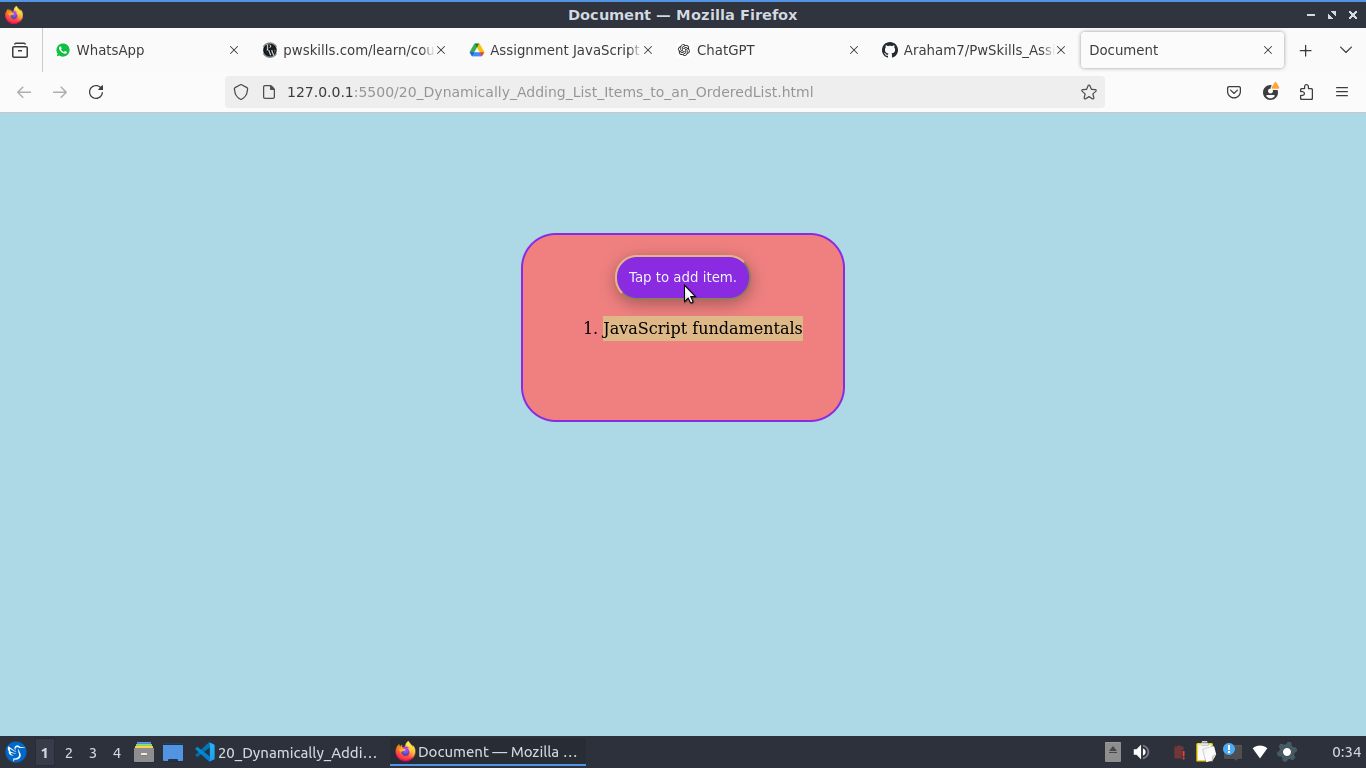 Document — Mozilla Firefox
WhatsApp
pwskills.com/learn/cou
Assignment JavaScript
ChatGPT
Araham7/PwSkills_Ass
Document
127.0.0.1:5500/20_Dynamically_Adding_List_Items_to_an_OrderedList.html
Tap to add item.
1. JavaScript fundamentals
1 2 3 4
20_Dynamically_Addi...
Document — Mozilla ...
0:34